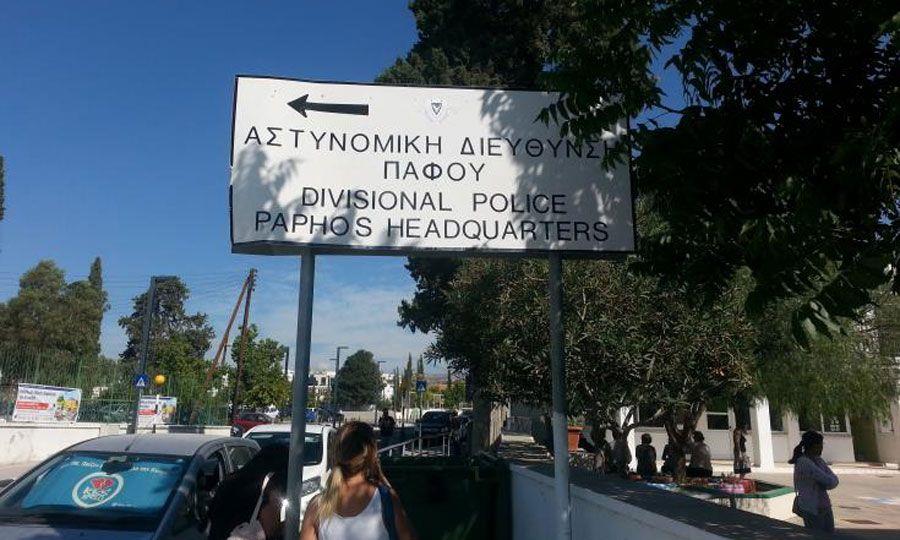 ΑΣΤΥΝΟΜΙΚΗ ΔΙΕΥΘΥΝΣΗ
ΠΑΦΟΥ
DIVISIONAL POLICE
PAPHOS HEADQUARTERS